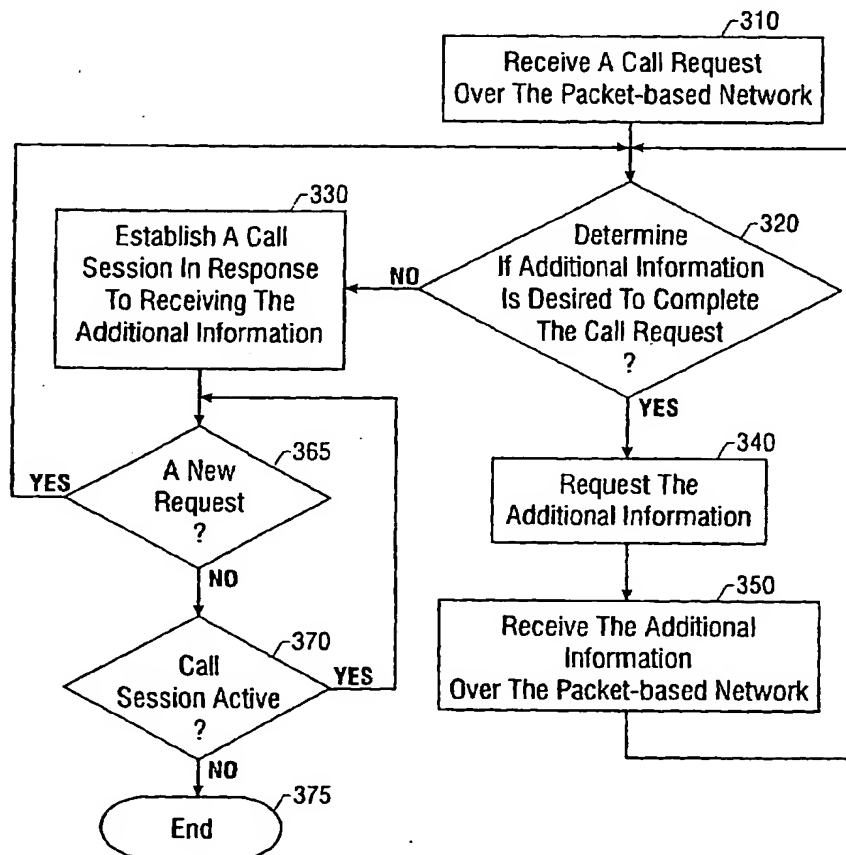 310
Receive A Call Request
Over The Packet-based Network
330
Establish A Call
Session In Response
To Receiving The
Additional Information
NO
320
Determine
If Additional Information
Is Desired To Complete
The Call Request
?
YES
340
Request The
Additional Information
350
Receive The Additional
Information
Over The Packet-based Network
365
A New
Request
?
YES
NO
370
Call
Session Active
?
YES
NO
375
End